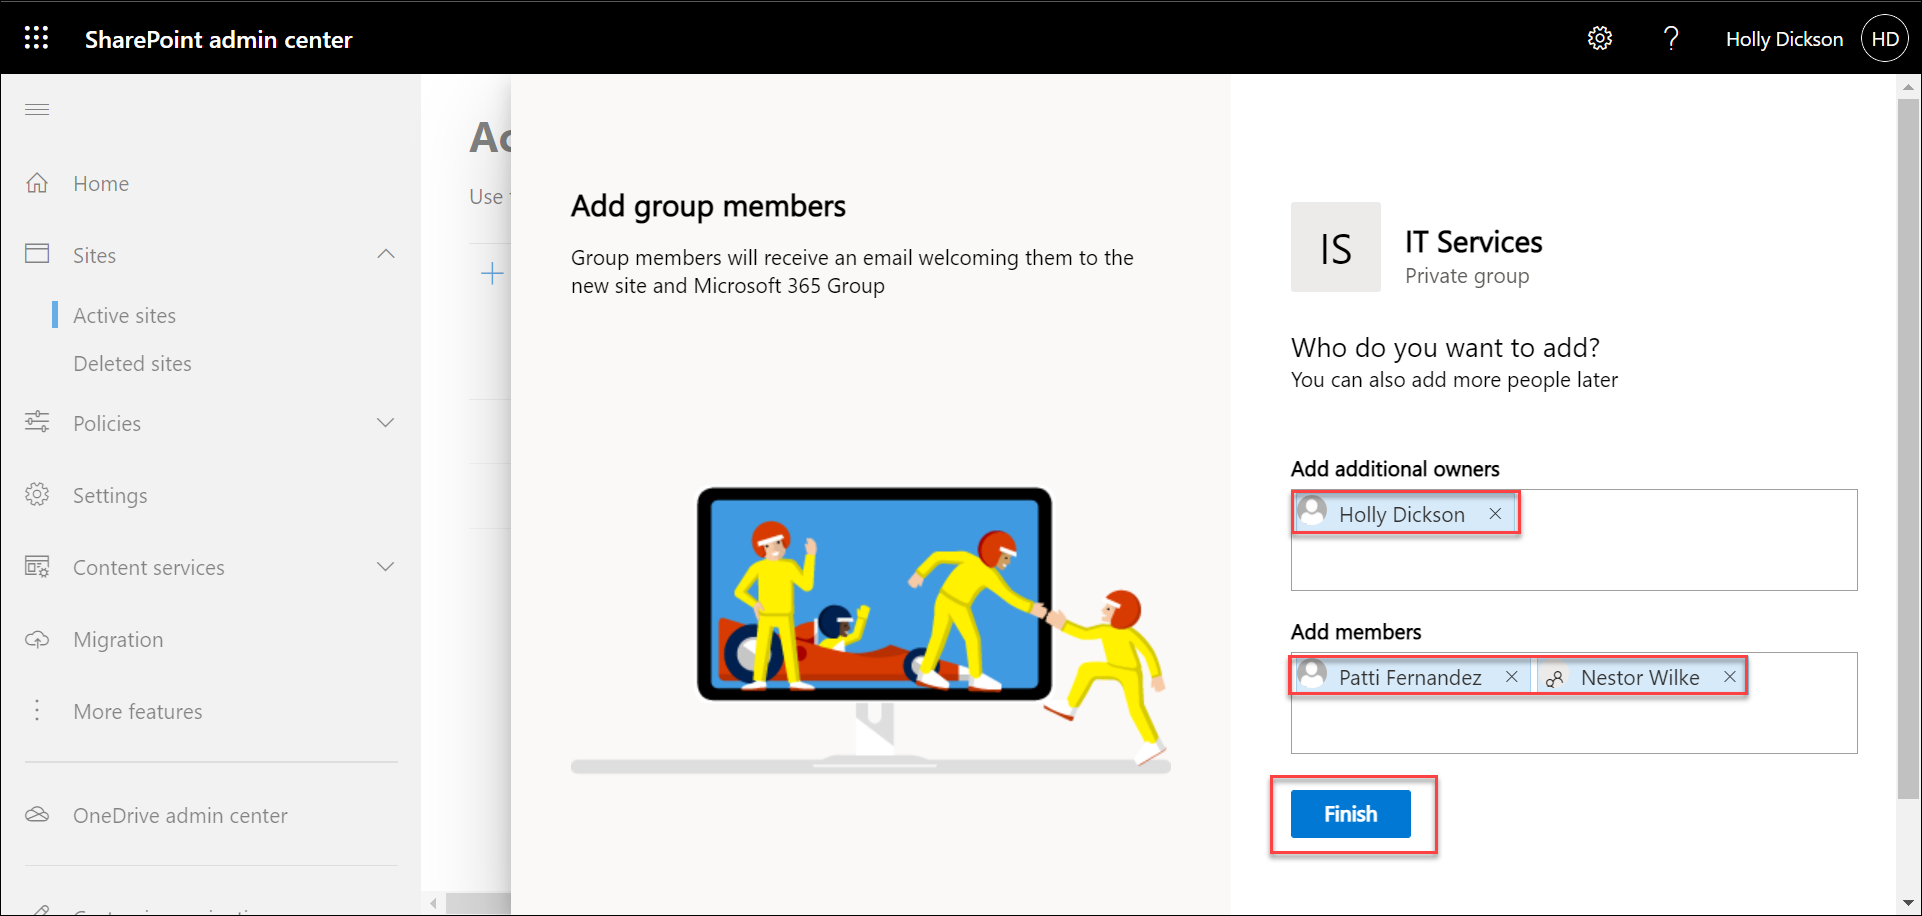 SharePoint admin center
Holly Dickson
HD
Home
Sites
Active sites
Deleted sites
Policies
Settings
Content services
Migration
More features
OneDrive admin center
Ac
Use
Add group members
Group members will receive an email welcoming them to the
new site and Microsoft 365 Group
IS
IT Services
Private group
Who do you want to add?
You can also add more people later
Add additional owners
Holly Dickson
Add members
Patti Fernandez
Nestor Wilke
Finish